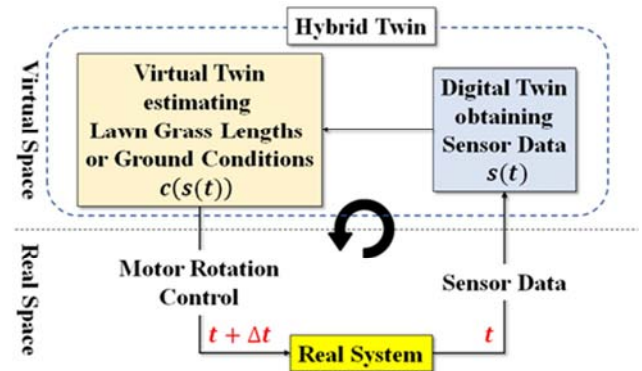 Hybrid Twin
Virtual Space
Virtual Twin
estimating
Lawn Grass Lengths
or Ground Conditions
c(s(t))
Digital Twin
obtaining
Sensor Data
s(t)
Real Space
Motor Rotation
Control
Sensor Data
t + Δt
Real System
t